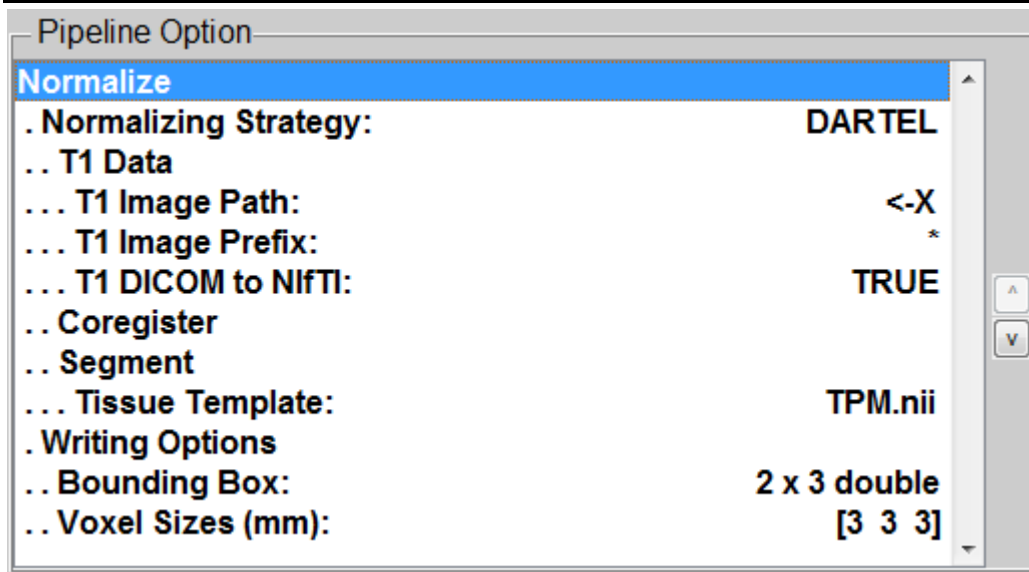 Pipeline Option
Normalize
. Normalizing Strategy: DARTEL
. . T1 Data
. . . T1 Image Path: <-X
. . . T1 Image Prefix: *
. . . T1 DICOM to NIfTI: TRUE
. . Coregister
. . Segment
. . . Tissue Template: TPM.nii
. Writing Options
. . Bounding Box: 2 x 3 double
. . Voxel Sizes (mm): [3 3 3]
^
v